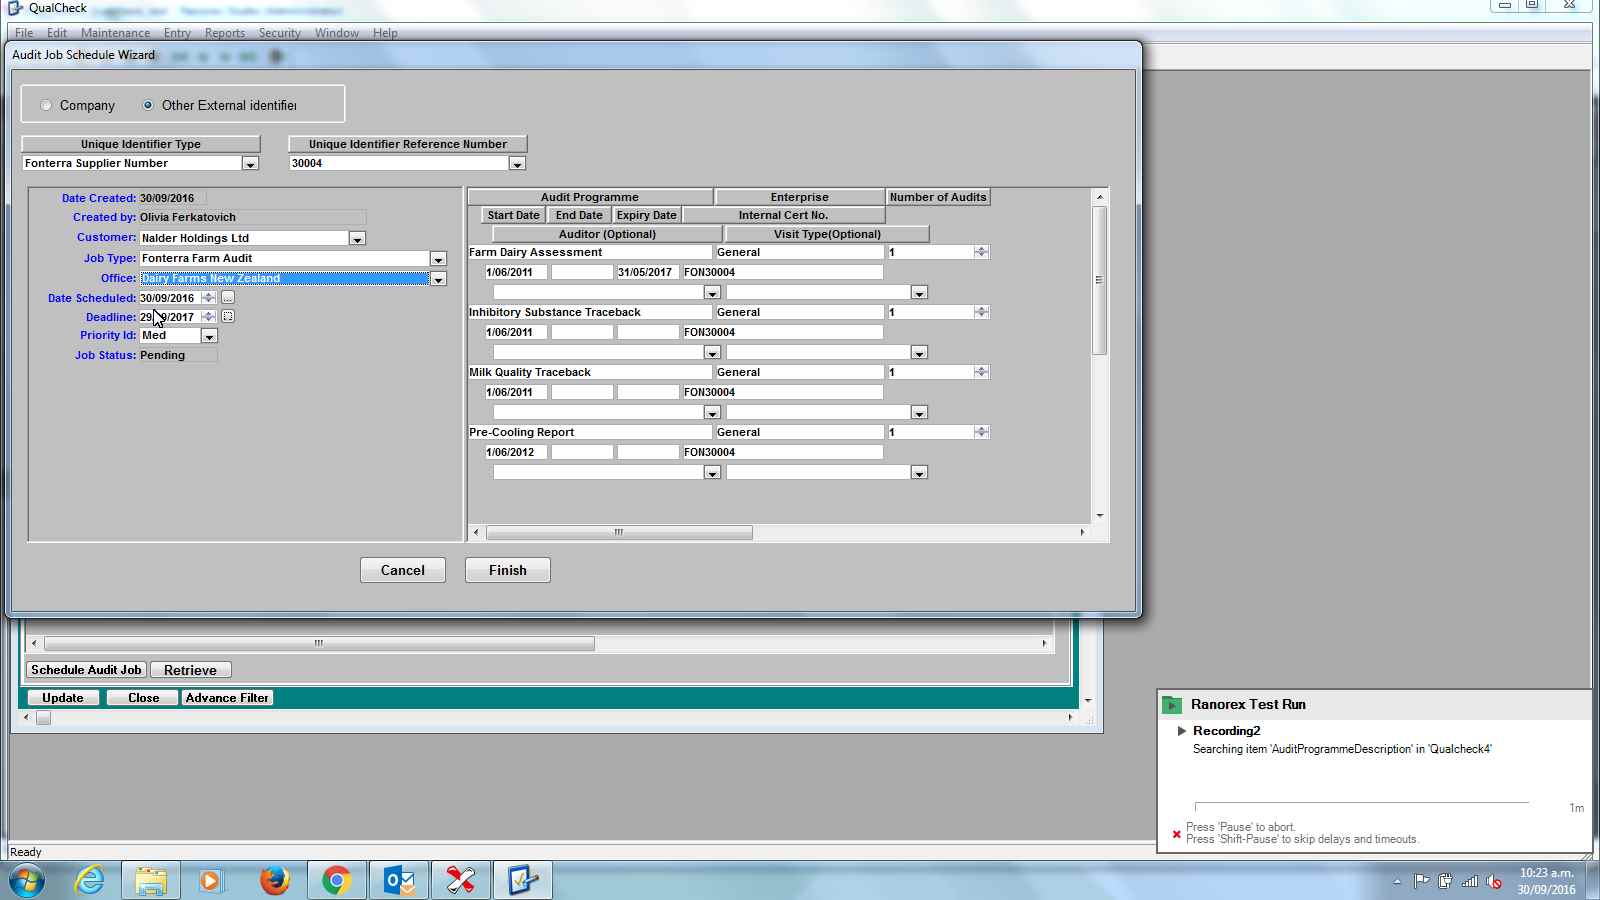 QualCheck
File Edit Maintenance Entry Reports Security Window Help
Audit Job Schedule Wizard
Company Other External identifier
Unique Identifier Type Unique Identifier Reference Number
Fonterra Supplier Number 30004
Date Created: 30/09/2016
Created by: Olivia Ferkatovich
Customer: Nalder Holdings Ltd
Job Type: Fonterra Farm Audit
Office: Dairy Farms New Zealand
Date Scheduled: 30/09/2016 ...
Deadline: 29/09/2017
Priority Id: Med
Job Status: Pending
Audit Programme Enterprise Number of Audits
Start Date End Date Expiry Date Internal Cert No.
Auditor (Optional) Visit Type(Optional)
Farm Dairy Assessment General 1
1/06/2011 31/05/2017 FON30004
Inhibitory Substance Traceback General 1
1/06/2011 FON30004
Milk Quality Traceback General 1
1/06/2011 FON30004
Pre-Cooling Report General 1
1/06/2012 FON30004
Cancel Finish
Schedule Audit Job Retrieve
Update Close Advance Filter
Ranorex Test Run
Recording2
Searching item 'AuditProgrammeDescription' in 'Qualcheck4'
1m
Press 'Pause' to abort.
Press 'Shift-Pause' to skip delays and timeouts.
Ready
10:23 a.m.
30/09/2016